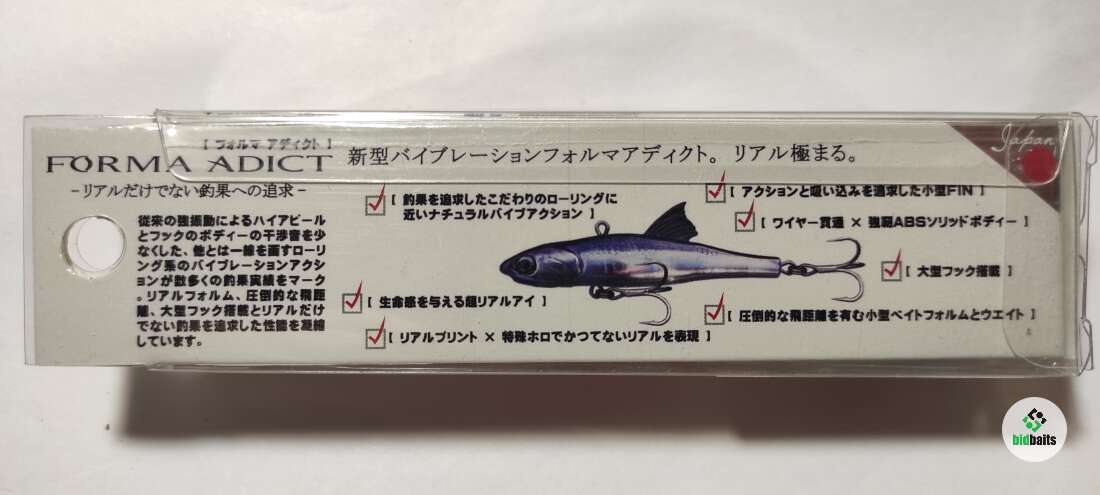 [ フォルマ アディクト ]
FORMA ADICT
新型バイブレーションフォルマアディクト。 リアル極まる。
Japan
-リアルだけでない釣果への追求-
従来の強振動によるハイアピール
とフックのボディーの干渉音を少
なくした、他とは一線を画すローリ
ング系のバイブレーションアクシ
ョンが数多くの釣果実績をマーク
。リアルフォルム、圧倒的な飛距
離、大型フック搭載とリアルだけ
でない釣果を追求した性能を凝縮
しています。
[ 釣果を追求したこだわりのローリングに
近いナチュラルバイブアクション ]
[ アクションと吸い込みを追求した小型FIN ]
[ ワイヤー貫通 × 強靭ABSソリッドボディー ]
[ 大型フック搭載 ]
[ 生命感を与える超リアルアイ ]
[ 圧倒的な飛距離を有む小型ベイトフォルムとウエイト ]
[ リアルプリント × 特殊ホロでかつてないリアルを表現 ]
bidbaits